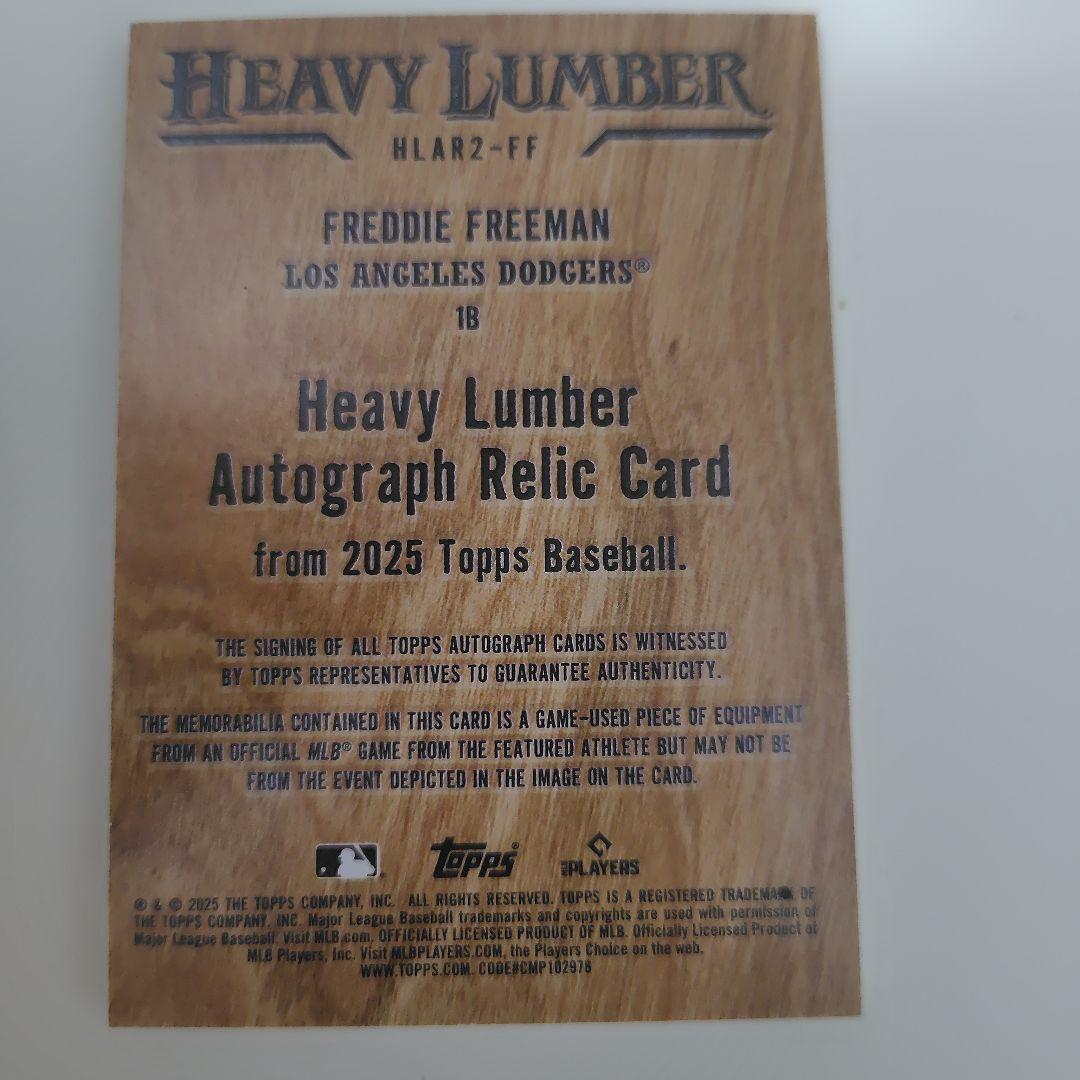 HEAVY LUMBER
HLAR2-FF
FREDDIE FREEMAN
LOS ANGELES DODGERS®
1B
Heavy Lumber
Autograph Relic Card
from 2025 Topps Baseball.
THE SIGNING OF ALL TOPPS AUTOGRAPH CARDS IS WITNESSED
BY TOPPS REPRESENTATIVES TO GUARANTEE AUTHENTICITY.
THE MEMORABILIA CONTAINED IN THIS CARD IS A GAME-USED PIECE OF EQUIPMENT
FROM AN OFFICIAL MLB® GAME FROM THE FEATURED ATHLETE BUT MAY NOT BE
FROM THE EVENT DEPICTED IN THE IMAGE ON THE CARD.
topps® MLB PLAYERS
® & © 2025 THE TOPPS COMPANY, INC. ALL RIGHTS RESERVED. TOPPS IS A REGISTERED TRADEMARK OF
THE TOPPS COMPANY, INC. Major League Baseball trademarks and copyrights are used with permission of
Major League Baseball. Visit MLB.com. OFFICIALLY LICENSED PRODUCT OF MLB. Officially Licensed Product of
MLB Players, Inc. Visit MLBPLAYERS.COM, the Players Choice on the web.
WWW.TOPPS.COM. CODE#CMP102976